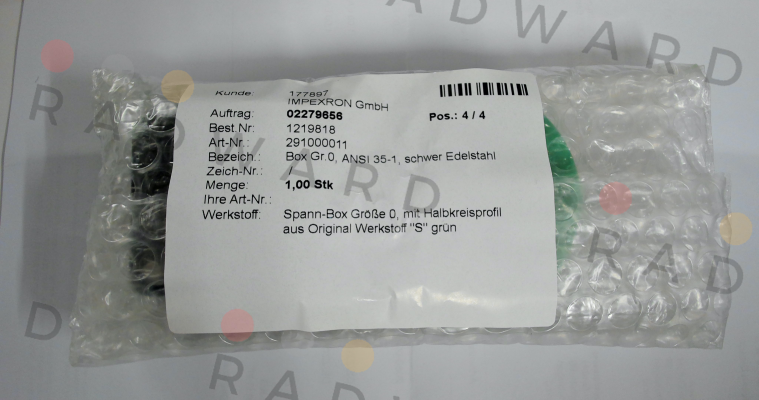 RADWARD
Kunde: 177897
IMPEXRON GmbH
Auftrag: 02279656 Pos.: 4 / 4
Best.Nr: 1219818
Art-Nr.: 291000011
Bezeich.: Box Gr.0, ANSI 35-1, schwer Edelstahl
Zeich-Nr.: /
Menge: 1,00 Stk
Ihre Art-Nr.:
Werkstoff: Spann-Box Größe 0, mit Halbkreisprofil
aus Original Werkstoff "S" grün
RADWARD
RAD
D
RADWARD